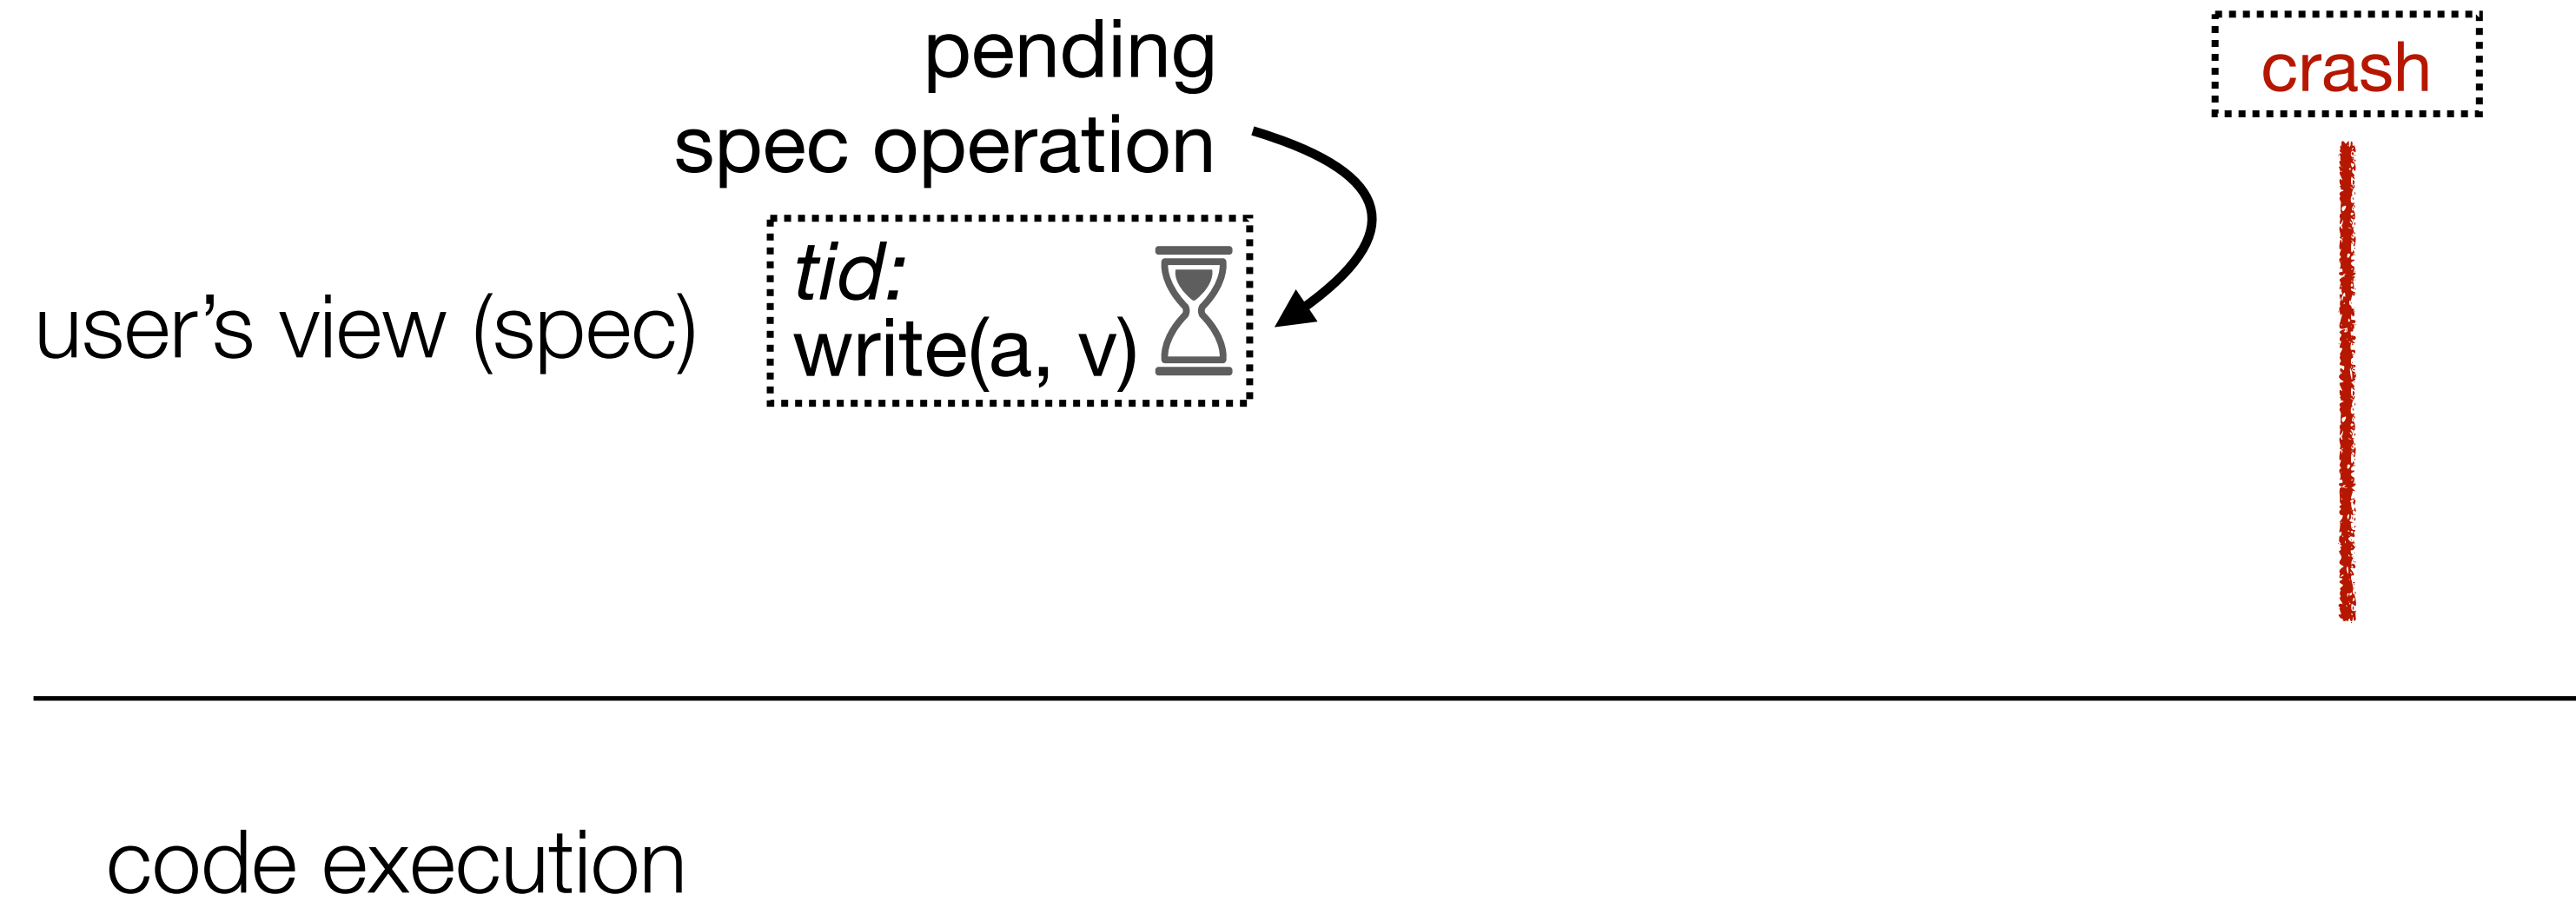 pending
spec operation
crash
user’s view (spec)
tid:
write(a, v)
code execution